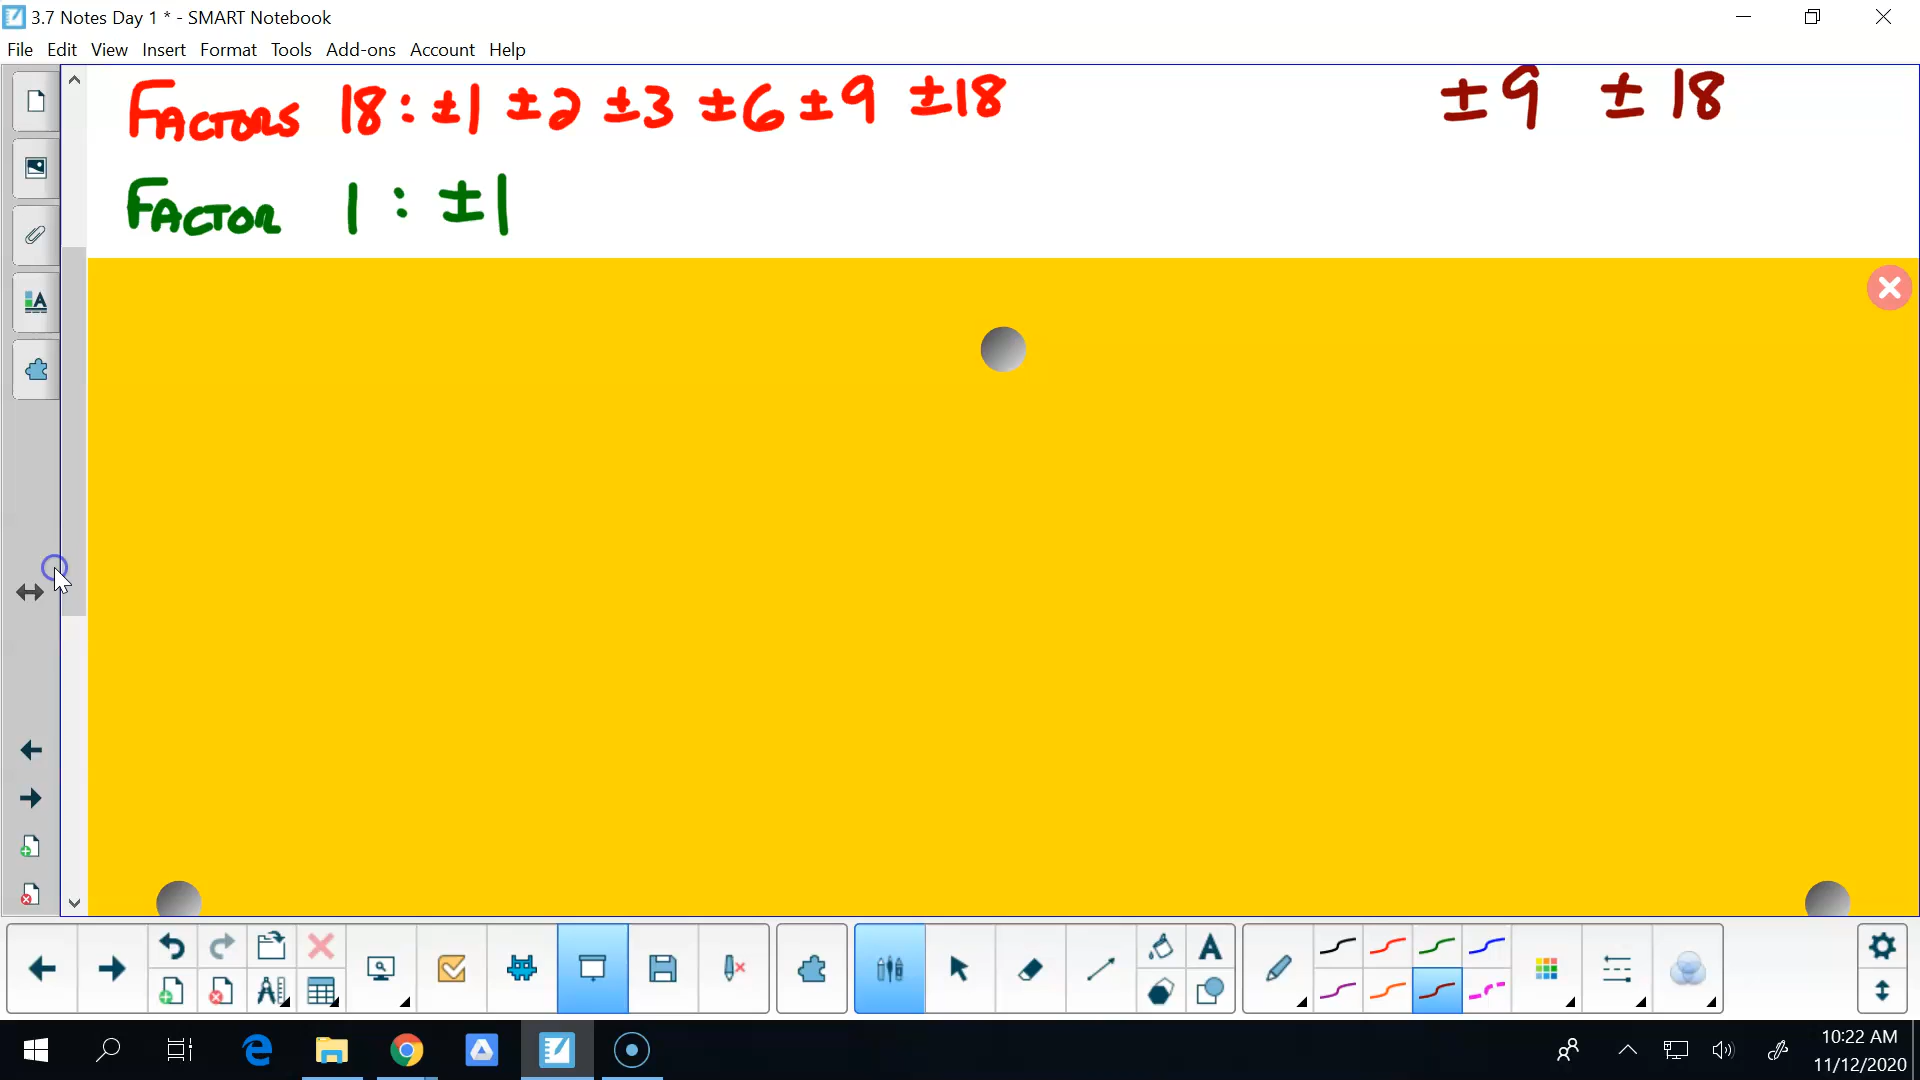 3.7 Notes Day 1 * - SMART Notebook
File Edit View Insert Format Tools Add-ons Account Help
FACTORS 18 : ±1 ±2 ±3 ±6 ±9 ±18
±9 ±18
FACTOR 1 : ±1
10:22 AM
11/12/2020